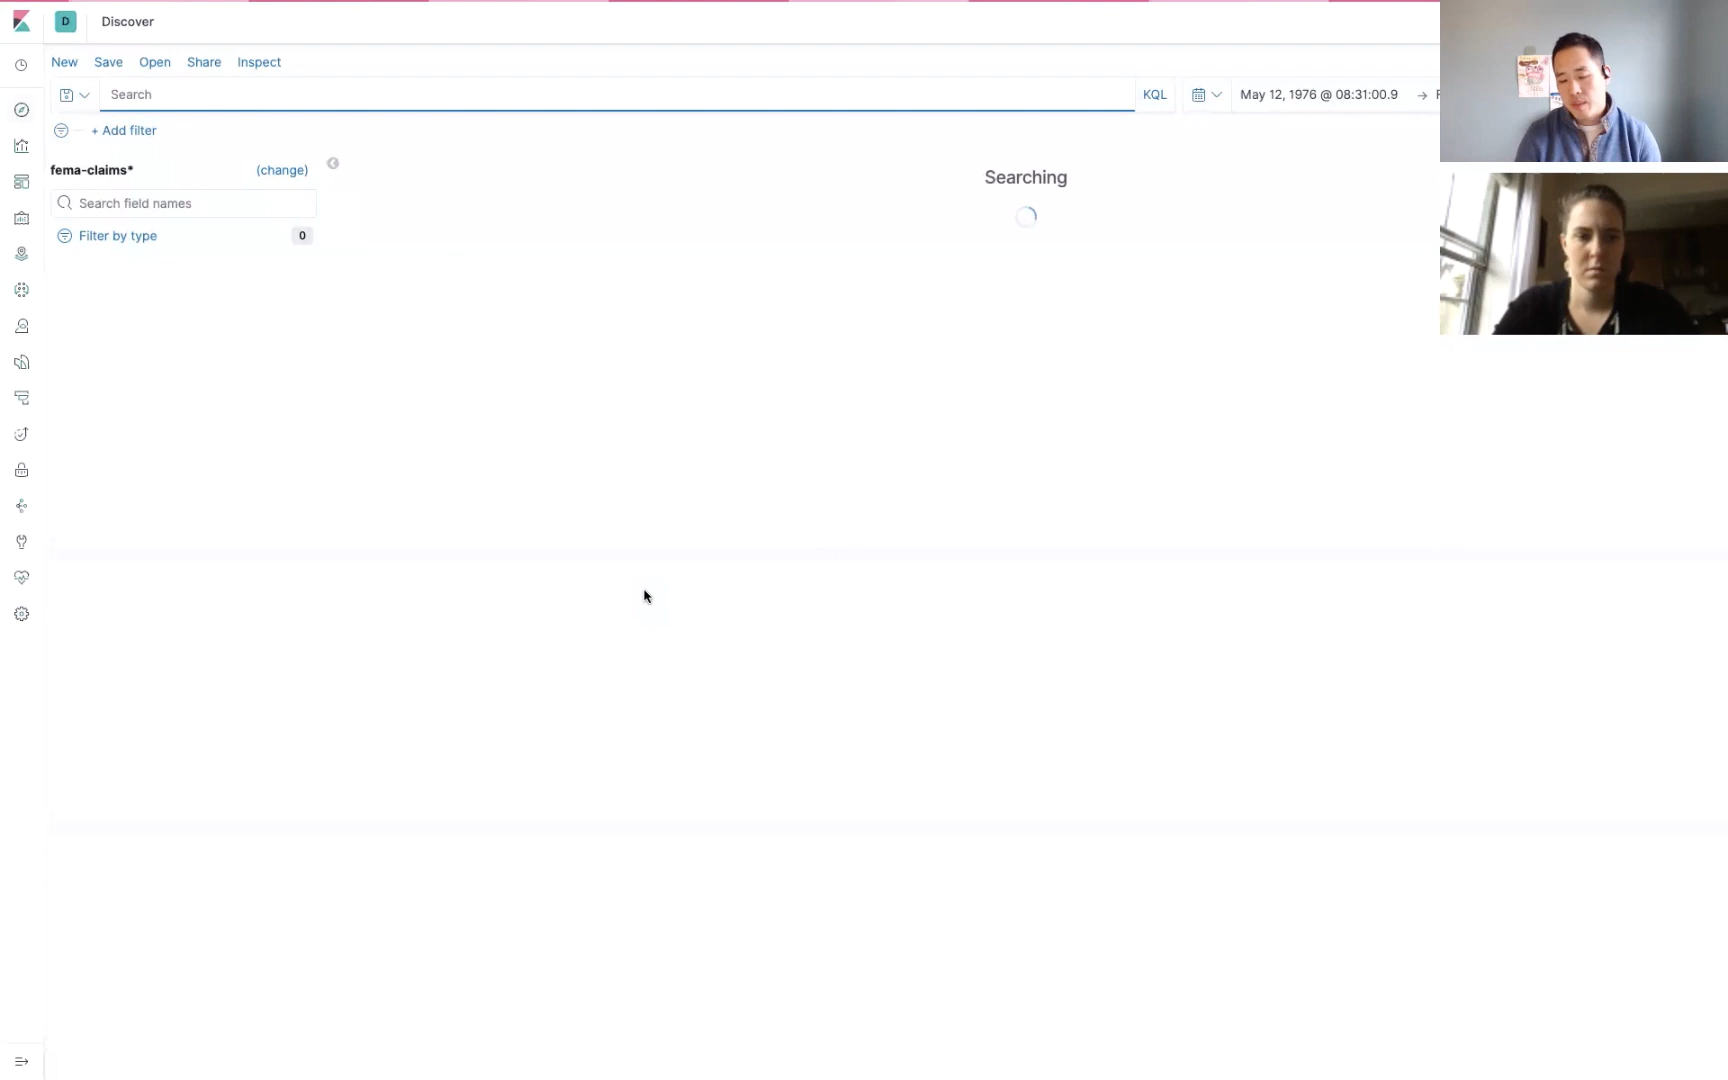 D
Discover
New Save Open Share Inspect
Search KQL May 12, 1976 @ 08:31:00.9 →
+ Add filter
fema-claims* (change)
Search field names
Filter by type 0
Searching